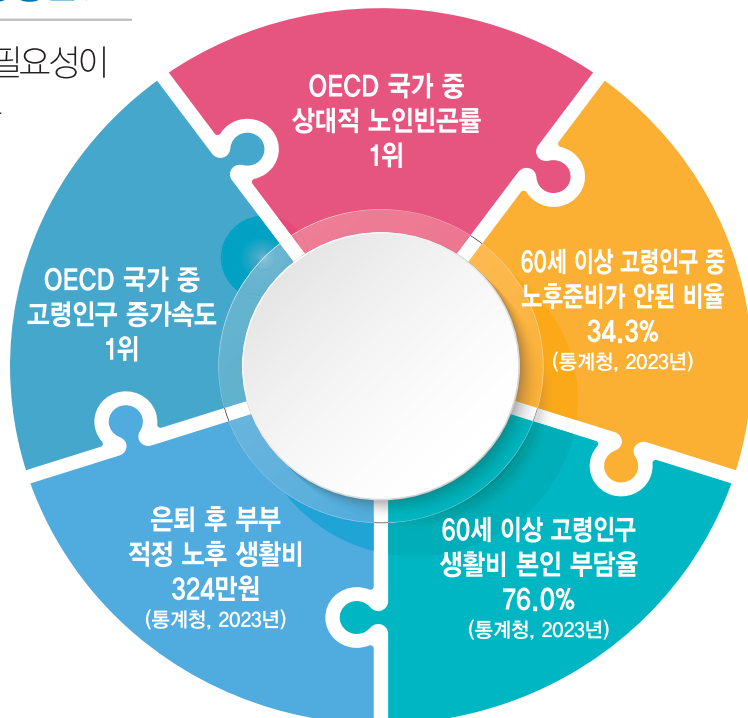 필요성이
OECD 국가 중
상대적 노인빈곤률
1위
60세 이상 고령인구 중
노후준비가 안된 비율
34.3%
(통계청, 2023년)
60세 이상 고령인구
생활비 본인 부담율
76.0%
(통계청, 2023년)
은퇴 후 부부
적정 노후 생활비
324만원
(통계청, 2023년)
OECD 국가 중
고령인구 증가속도
1위